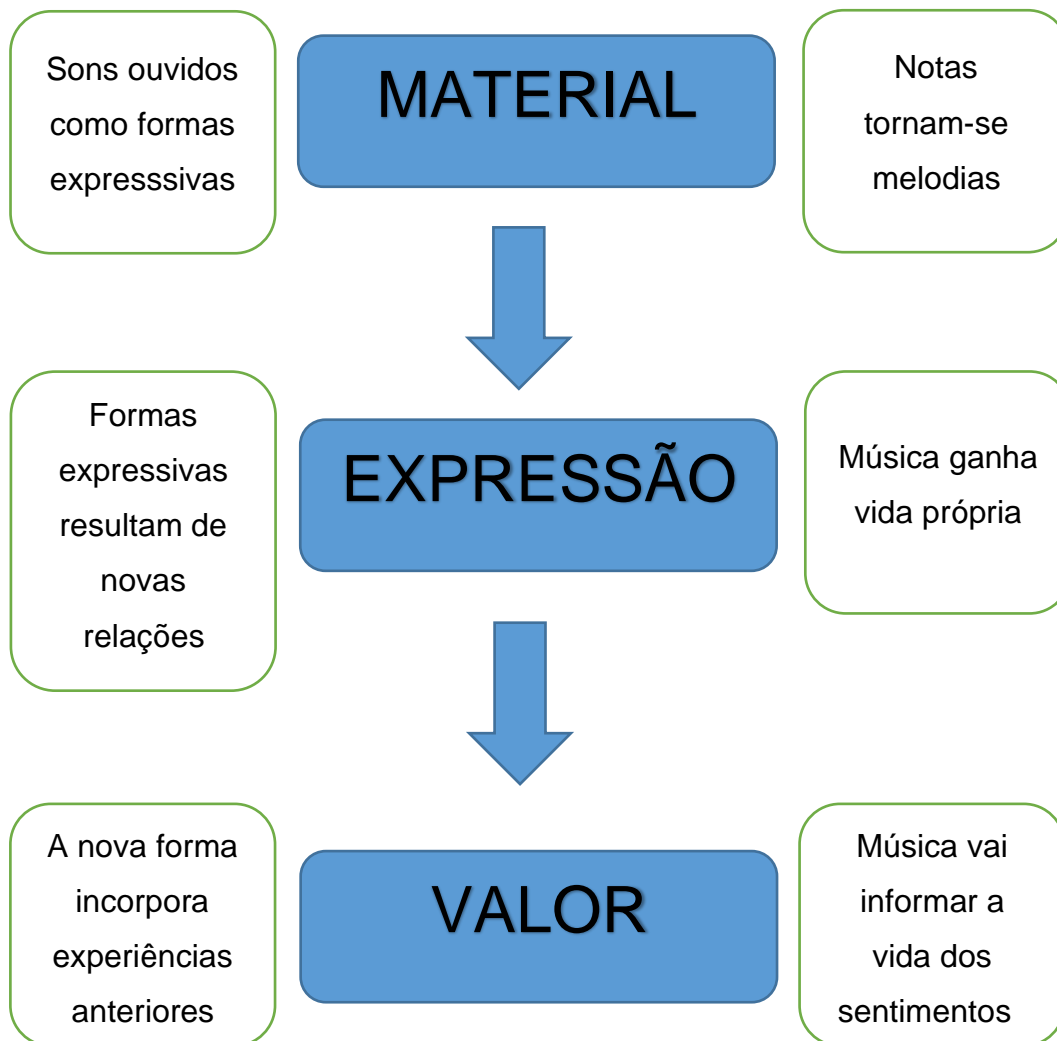 Sons ouvidos
como formas
expresssivas
MATERIAL
Notas
tornam-se
melodias
Formas
expressivas
resultam de
novas
relações
EXPRESSÃO
Música ganha
vida própria
A nova forma
incorpora
experiências
anteriores
VALOR
Música vai
informar a
vida dos
sentimentos